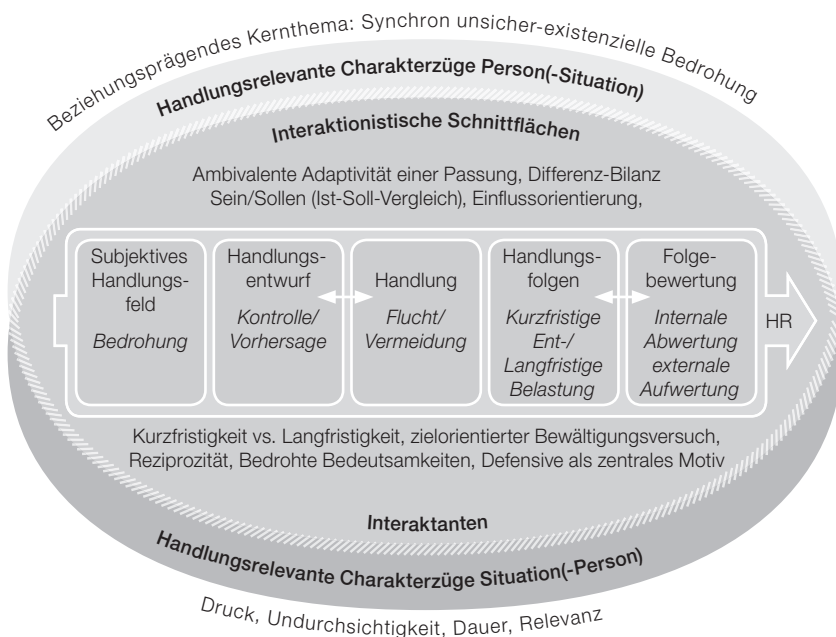 Beziehungsprägendes Kernthema: Synchron unsicher-existenzielle Bedrohung
Handlungsrelevante Charakterzüge Person(-Situation)
Interaktionistische Schnittflächen
Ambivalente Adaptivität einer Passung, Differenz-Bilanz
Sein/Sollen (Ist-Soll-Vergleich), Einflussorientierung,
Subjektives
Handlungs-
feld
Bedrohung
Handlungs-
entwurf
Kontrolle/
Vorhersage
Handlung
Flucht/
Vermeidung
Handlungs-
folgen
Kurzfristige
Ent-/
Langfristige
Belastung
Folge-
bewertung
Internale
Abwertung
externale
Aufwertung
HR
Kurzfristigkeit vs. Langfristigkeit, zielorientierter Bewältigungsversuch,
Reziprozität, Bedrohte Bedeutsamkeiten, Defensive als zentrales Motiv
Interaktanten
Handlungsrelevante Charakterzüge Situation(-Person)
Druck, Undurchsichtigkeit, Dauer, Relevanz